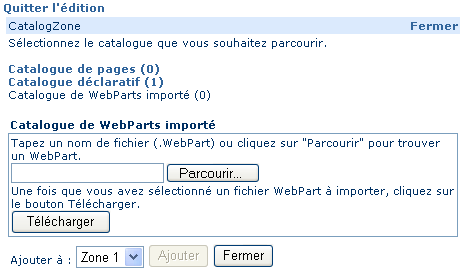 Quitter l'édition
CatalogZone Fermer
Sélectionnez le catalogue que vous souhaitez parcourir.
Catalogue de pages (0)
Catalogue déclaratif (1)
Catalogue de WebParts importé (0)
Catalogue de WebParts importé
Tapez un nom de fichier (.WebPart) ou cliquez sur "Parcourir" pour trouver
un WebPart.
Parcourir...
Une fois que vous avez sélectionné un fichier WebPart à importer, cliquez sur
le bouton Télécharger.
Télécharger
Ajouter à : Zone 1 Ajouter Fermer